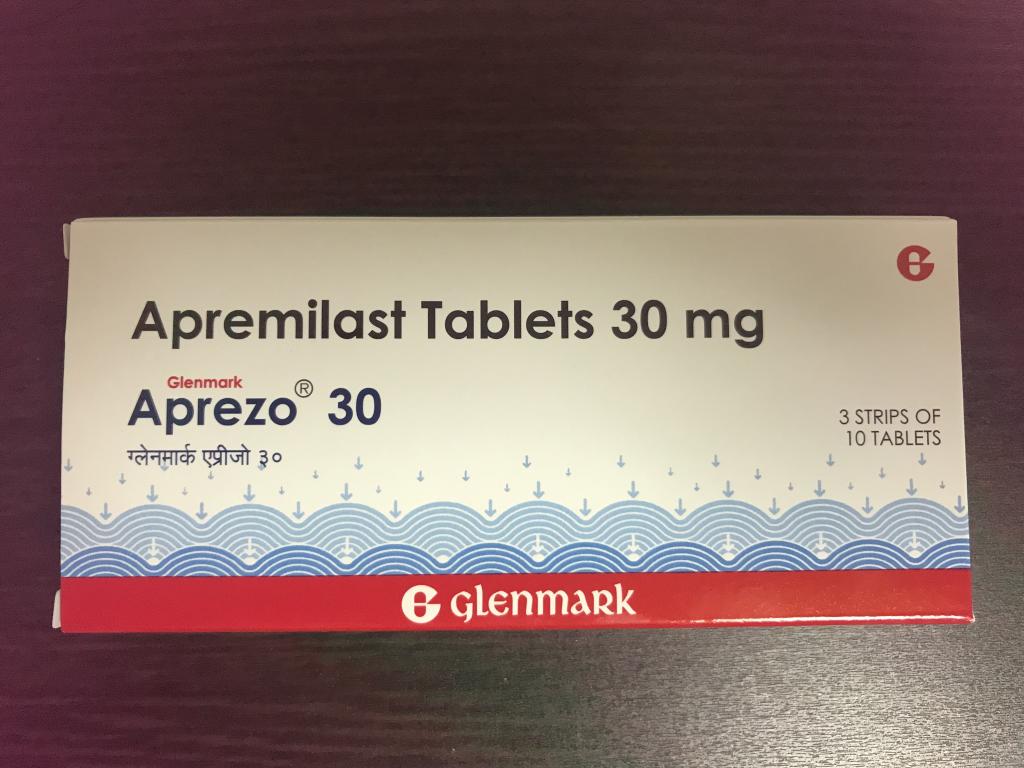 Apremilast Tablets 30 mg
Glenmark
Aprezo® 30
ग्लेनमार्क एप्रीजो ३०
3 STRIPS OF
10 TABLETS
G glenmark